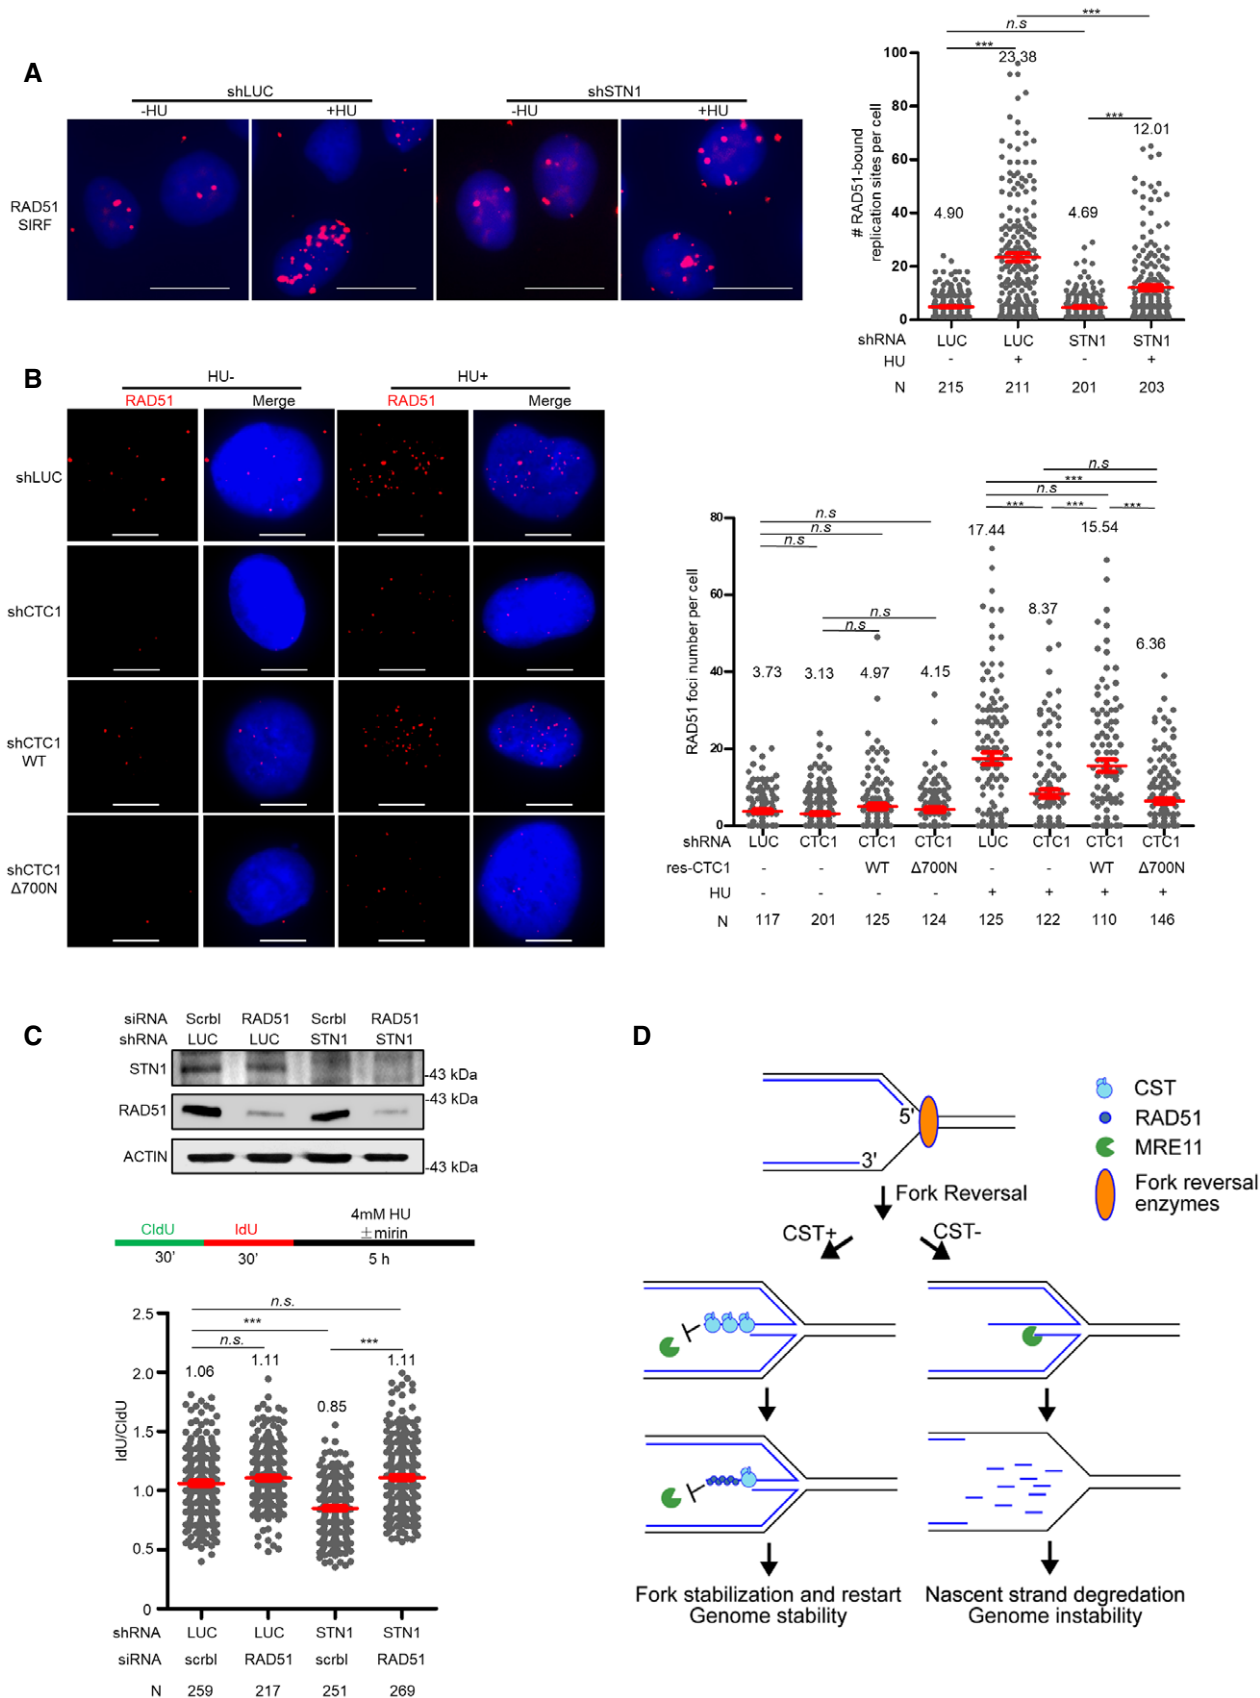 A
shLUC
shSTN1
-HU
+HU
-HU
+HU
RAD51
SIRF
***
n.s
***
23.38
***
12.01
4.90
4.69
# RAD51-bound
replication sites per cell
100
80
60
40
20
0
shRNA LUC LUC STN1 STN1
HU - + - +
N 215 211 201 203
B
HU-
HU+
RAD51
Merge
RAD51
Merge
shLUC
shCTC1
shCTC1
WT
shCTC1
Δ700N
n.s
***
n.s
*** *** ***
n.s
n.s
n.s
n.s
n.s
17.44
15.54
8.37
6.36
3.73
3.13
4.97
4.15
RAD51 foci number per cell
80
60
40
20
0
shRNA LUC CTC1 CTC1 CTC1 LUC CTC1 CTC1 CTC1
res-CTC1 - - WT Δ700N - - WT Δ700N
HU - - - - + + + +
N 117 201 125 124 125 122 110 146
C
siRNA Scrbl RAD51 Scrbl RAD51
shRNA LUC LUC STN1 STN1
STN1
-43 kDa
-43 kDa
RAD51
ACTIN
-43 kDa
4mM HU
±mirin
CldU
IdU
30'
30'
5 h
n.s.
***
n.s.
***
1.06
1.11
0.85
1.11
IdU/CldU
2.5
2.0
1.5
1.0
0.5
0
shRNA LUC LUC STN1 STN1
siRNA scrbl RAD51 scrbl RAD51
N 259 217 251 269
D
5'
3'
CST
RAD51
MRE11
Fork reversal
enzymes
Fork Reversal
CST+
CST-
Fork stabilization and restart
Genome stability
Nascent strand degredation
Genome instability